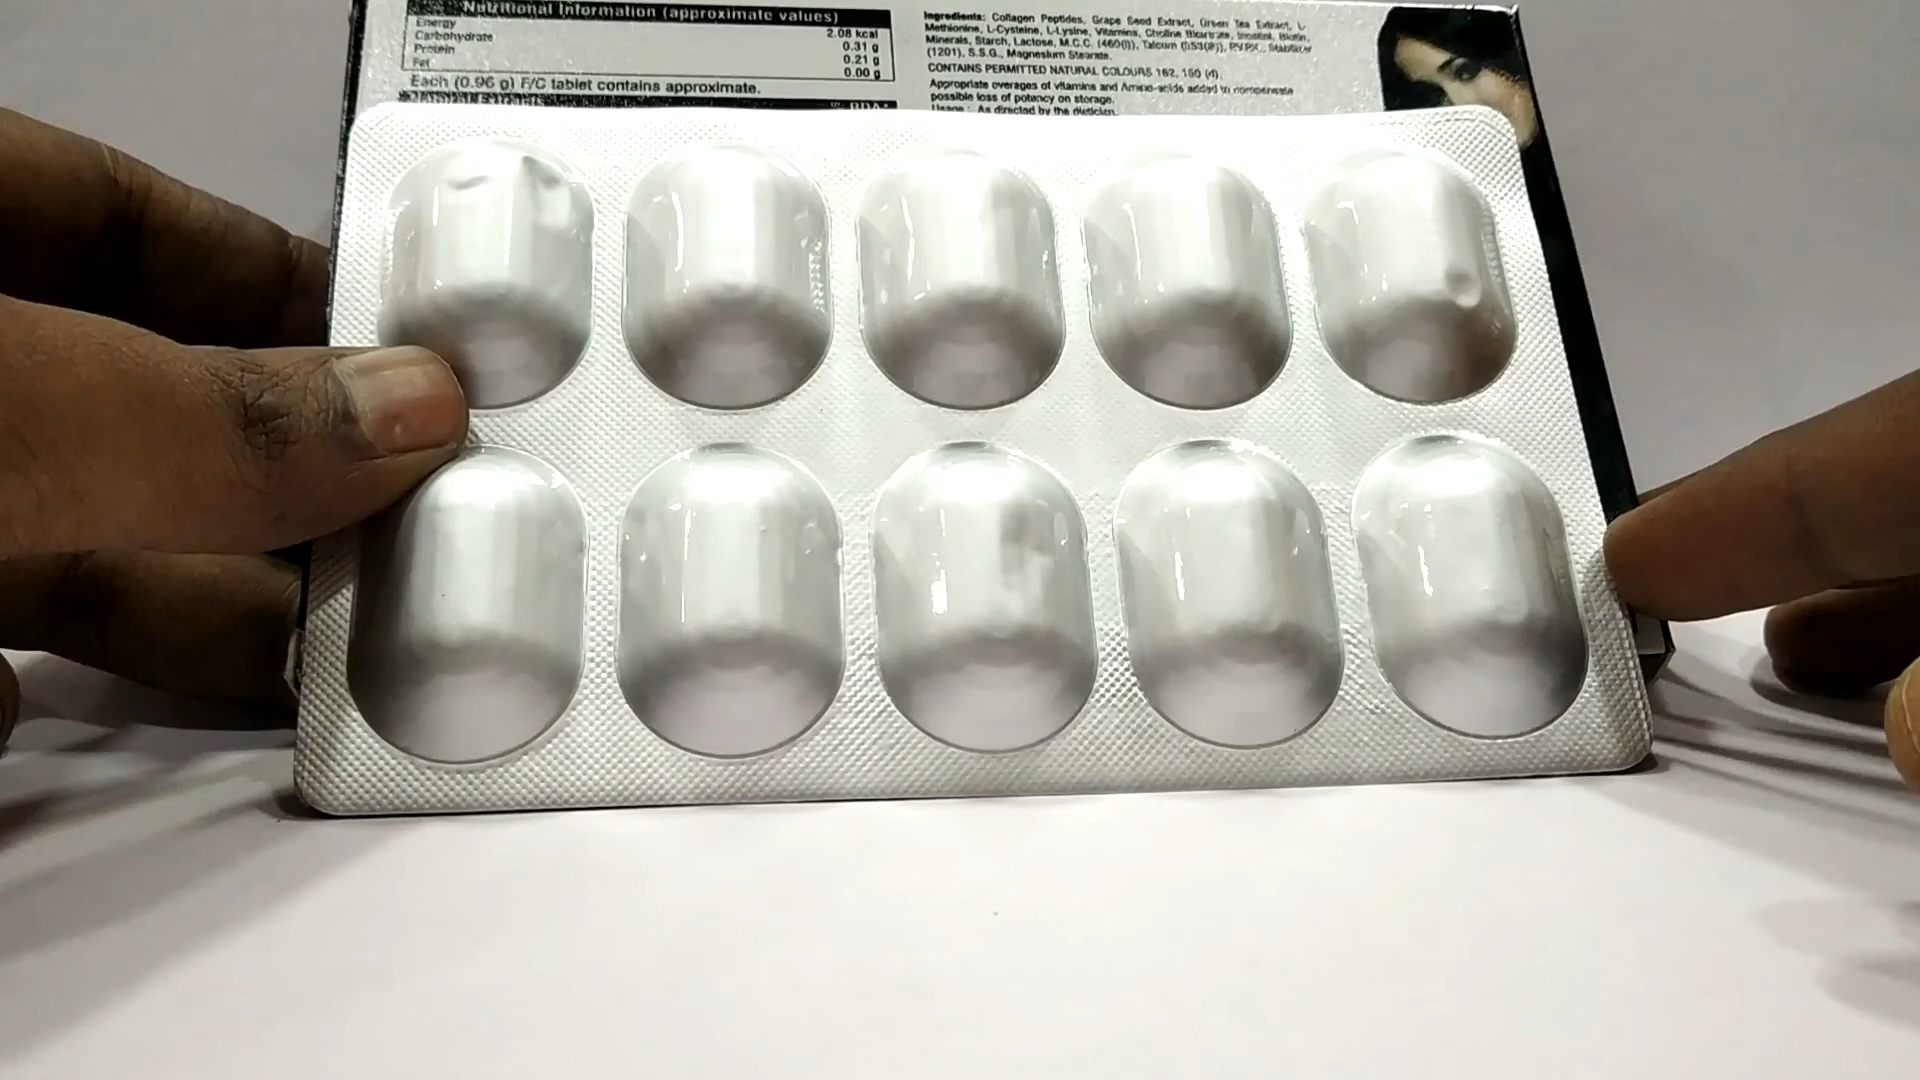 Nutritional Information (approximate values)
Energy 2.08 kcal
Carbohydrate 0.31 g
Protein 0.21 g
Fat 0.00 g
Each (0.96 g) F/C tablet contains approximate.
RDA*
Ingredients: Collagen Peptides, Grape Seed Extract, Green Tea Extract, L-
Methionine, L-Cysteine, L-Lysine, Vitamins, Choline Bitartrate, Inositol, Biotin,
Minerals, Starch, Lactose, M.C.C. (460(i)), Talcum (553(iii)), Stabilizer
(1201), S.S.G., Magnesium Stearate.
CONTAINS PERMITTED NATURAL COLOURS 162, 150 (d).
Appropriate overages of vitamins and Amino-acids added to compensate
possible loss of potency on storage.
Usage : As directed by the dietician.